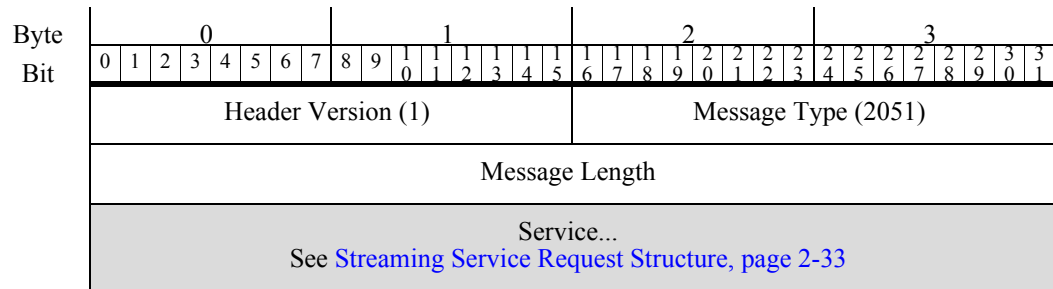 Byte 0 1 2 3
Bit 0 1 2 3 4 5 6 7 8 9 10 11 12 13 14 15 16 17 18 19 20 21 22 23 24 25 26 27 28 29 30 31
Header Version (1) Message Type (2051)
Message Length
Service...
See Streaming Service Request Structure, page 2-33